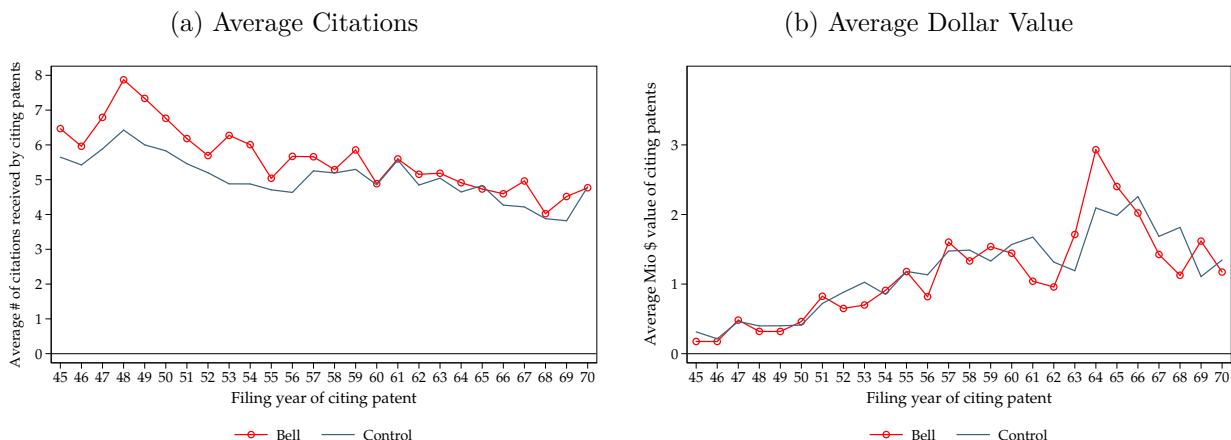 (a) Average Citations
Average # of citations received by citing patents
8
7
6
5
4
3
2
1
0
45 46 47 48 49 50 51 52 53 54 55 56 57 58 59 60 61 62 63 64 65 66 67 68 69 70
Filing year of citing patent
Bell Control
(b) Average Dollar Value
Average Mio $ value of citing patents
3
2
1
0
45 46 47 48 49 50 51 52 53 54 55 56 57 58 59 60 61 62 63 64 65 66 67 68 69 70
Filing year of citing patent
Bell Control